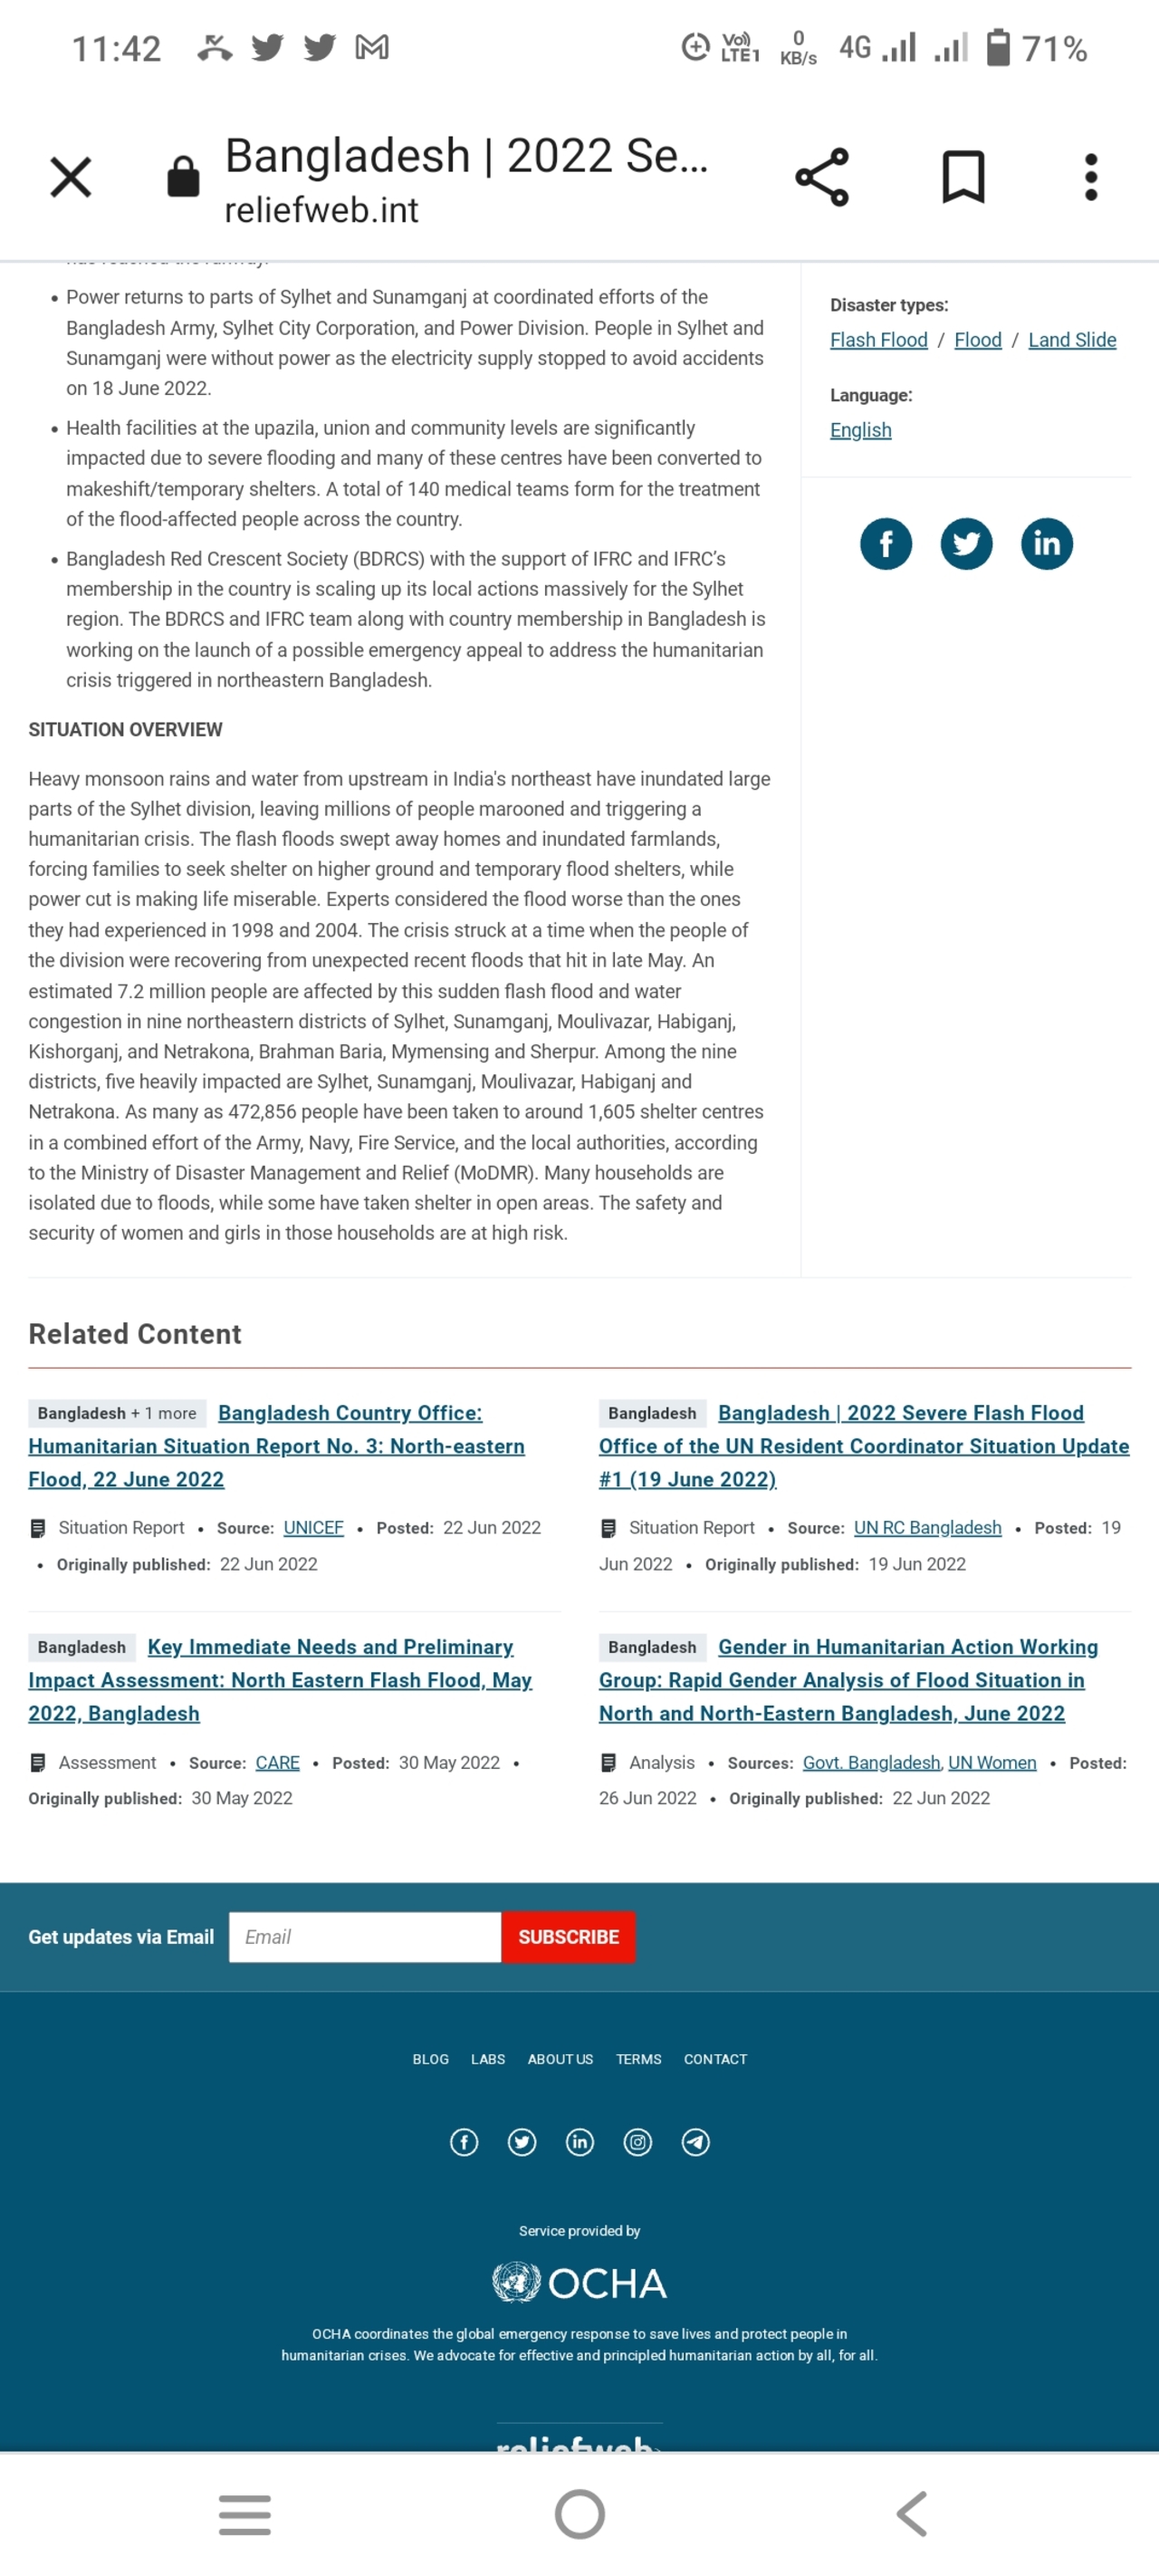 11:42
Vo))
LTE1
0
KB/s
4G
71%
Bangladesh | 2022 Se...
reliefweb.int
• Power returns to parts of Sylhet and Sunamganj at coordinated efforts of the
Bangladesh Army, Sylhet City Corporation, and Power Division. People in Sylhet and
Sunamganj were without power as the electricity supply stopped to avoid accidents
on 18 June 2022.
• Health facilities at the upazila, union and community levels are significantly
impacted due to severe flooding and many of these centres have been converted to
makeshift/temporary shelters. A total of 140 medical teams form for the treatment
of the flood-affected people across the country.
• Bangladesh Red Crescent Society (BDRCS) with the support of IFRC and IFRC’s
membership in the country is scaling up its local actions massively for the Sylhet
region. The BDRCS and IFRC team along with country membership in Bangladesh is
working on the launch of a possible emergency appeal to address the humanitarian
crisis triggered in northeastern Bangladesh.
SITUATION OVERVIEW
Heavy monsoon rains and water from upstream in India's northeast have inundated large
parts of the Sylhet division, leaving millions of people marooned and triggering a
humanitarian crisis. The flash floods swept away homes and inundated farmlands,
forcing families to seek shelter on higher ground and temporary flood shelters, while
power cut is making life miserable. Experts considered the flood worse than the ones
they had experienced in 1998 and 2004. The crisis struck at a time when the people of
the division were recovering from unexpected recent floods that hit in late May. An
estimated 7.2 million people are affected by this sudden flash flood and water
congestion in nine northeastern districts of Sylhet, Sunamganj, Moulivazar, Habiganj,
Kishorganj, and Netrakona, Brahman Baria, Mymensing and Sherpur. Among the nine
districts, five heavily impacted are Sylhet, Sunamganj, Moulivazar, Habiganj and
Netrakona. As many as 472,856 people have been taken to around 1,605 shelter centres
in a combined effort of the Army, Navy, Fire Service, and the local authorities, according
to the Ministry of Disaster Management and Relief (MoDMR). Many households are
isolated due to floods, while some have taken shelter in open areas. The safety and
security of women and girls in those households are at high risk.
Disaster types:
Flash Flood / Flood / Land Slide
Language:
English
Related Content
Bangladesh + 1 more Bangladesh Country Office:
Humanitarian Situation Report No. 3: North-eastern
Flood, 22 June 2022
Situation Report • Source: UNICEF • Posted: 22 Jun 2022
• Originally published: 22 Jun 2022
Bangladesh Bangladesh | 2022 Severe Flash Flood
Office of the UN Resident Coordinator Situation Update
#1 (19 June 2022)
Situation Report • Source: UN RC Bangladesh • Posted: 19
Jun 2022 • Originally published: 19 Jun 2022
Bangladesh Key Immediate Needs and Preliminary
Impact Assessment: North Eastern Flash Flood, May
2022, Bangladesh
Assessment • Source: CARE • Posted: 30 May 2022 •
Originally published: 30 May 2022
Bangladesh Gender in Humanitarian Action Working
Group: Rapid Gender Analysis of Flood Situation in
North and North-Eastern Bangladesh, June 2022
Analysis • Sources: Govt. Bangladesh, UN Women • Posted:
26 Jun 2022 • Originally published: 22 Jun 2022
Get updates via Email Email SUBSCRIBE
BLOG LABS ABOUT US TERMS CONTACT
Service provided by
OCHA
OCHA coordinates the global emergency response to save lives and protect people in
humanitarian crises. We advocate for effective and principled humanitarian action by all, for all.
reliefweb